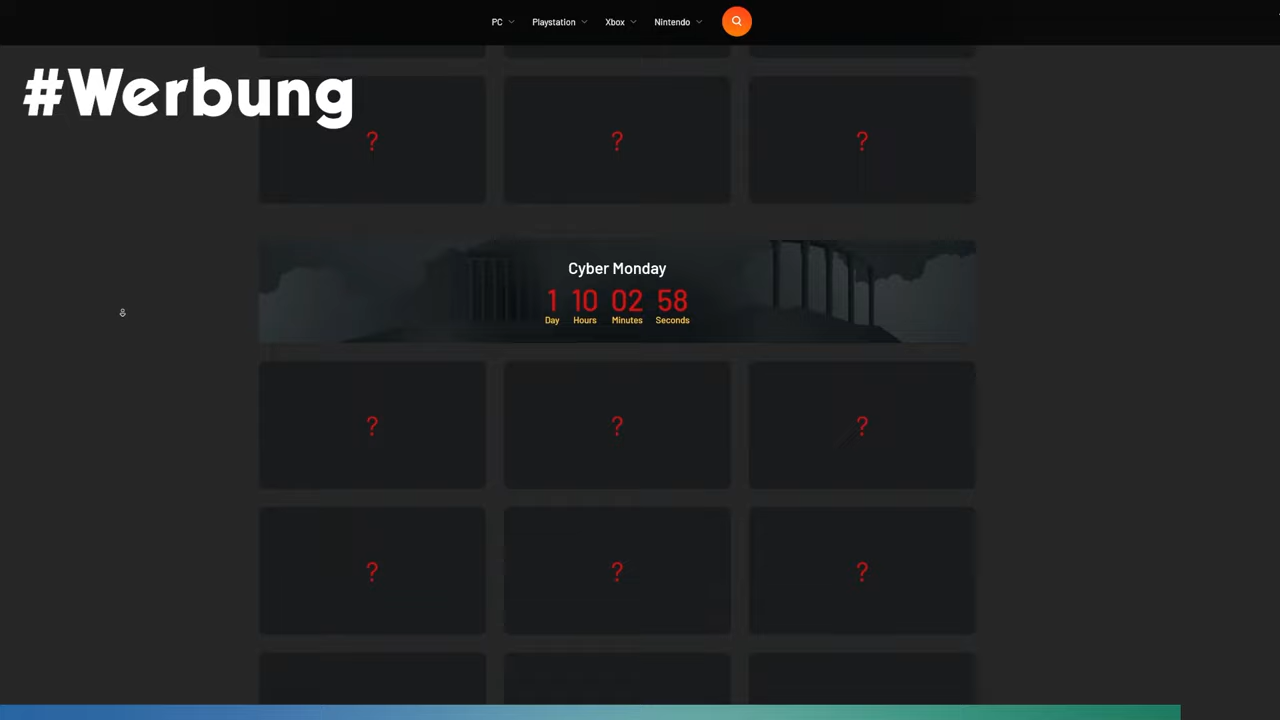 PC Playstation Xbox Nintendo
#Werbung
? ? ?
Cyber Monday
1 10 02 58
Day Hours Minutes Seconds
? ? ?
? ? ?